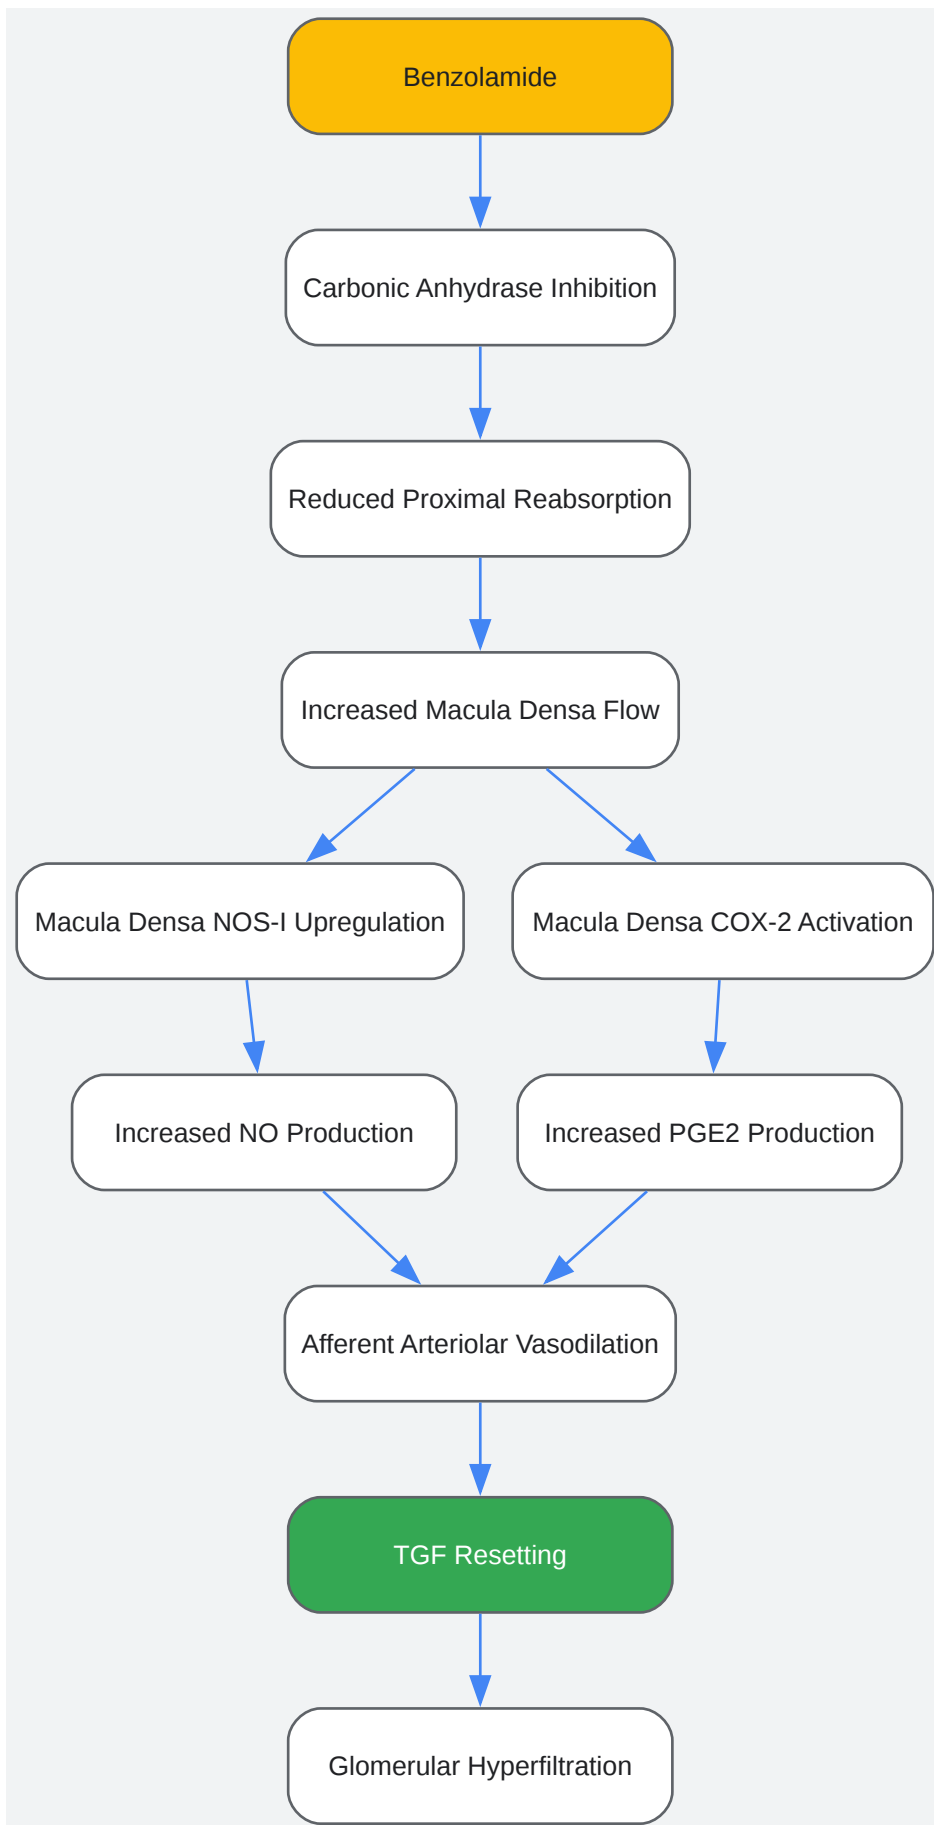 Benzolamide
Carbonic Anhydrase Inhibition
Reduced Proximal Reabsorption
Increased Macula Densa Flow
Macula Densa NOS-I Upregulation
Macula Densa COX-2 Activation
Increased NO Production
Increased PGE2 Production
Afferent Arteriolar Vasodilation
TGF Resetting
Glomerular Hyperfiltration